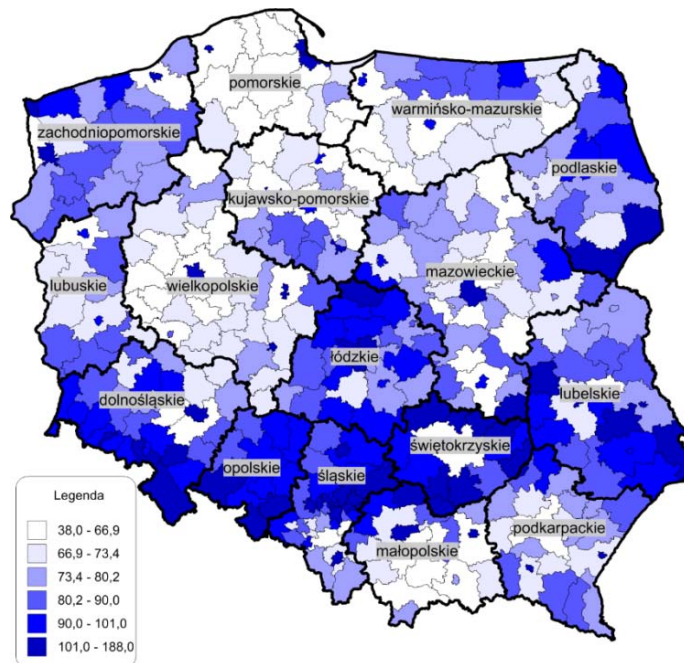 pomorskie
warmińsko-mazurskie
zachodniopomorskie
podlaskie
kujawsko-pomorskie
mazowieckie
lubuskie
wielkopolskie
łódzkie
lubelskie
dolnośląskie
świętokrzyskie
opolskie
śląskie
podkarpackie
małopolskie
Legenda
38,0 - 66,9
66,9 - 73,4
73,4 - 80,2
80,2 - 90,0
90,0 - 101,0
101,0 - 188,0